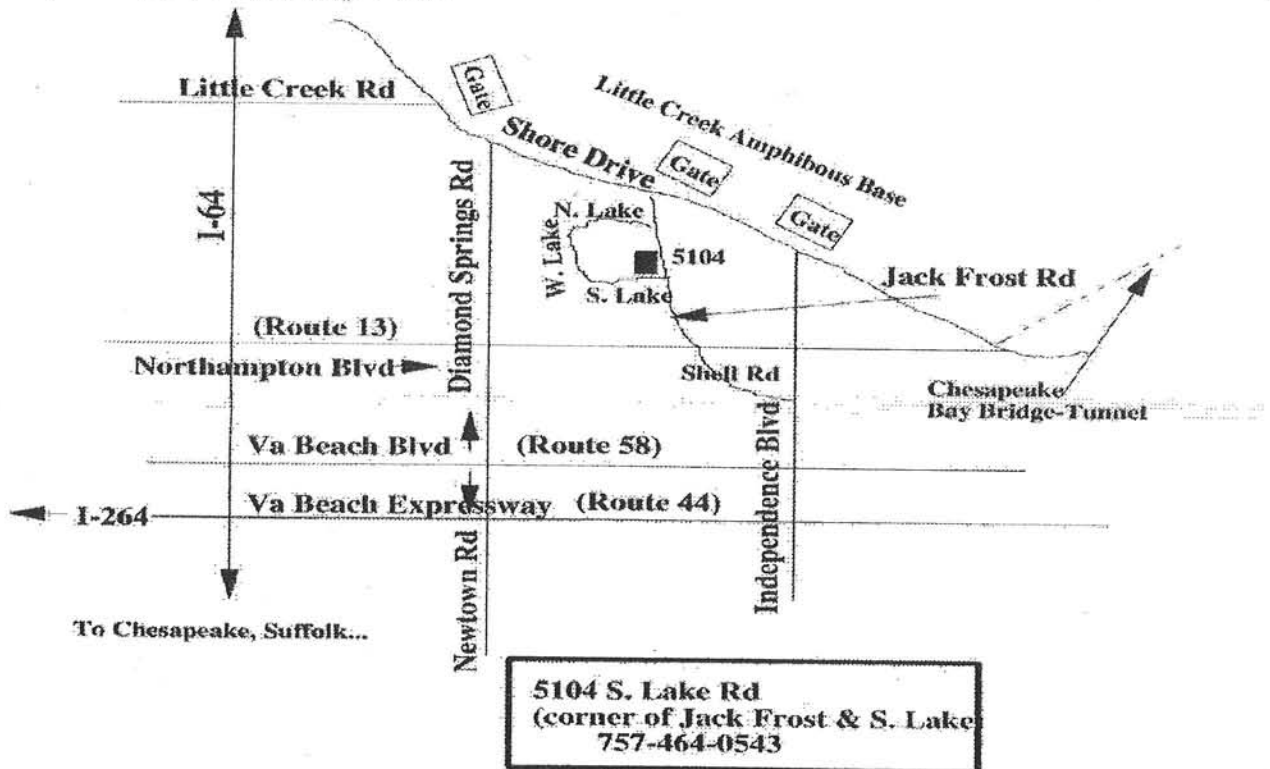 Little Creek Rd
Gate
Shore Drive
Little Creek Amphibous Base
Gate
Gate
I-64
Diamond Springs Rd
N. Lake
W. Lake
5104
S. Lake
Jack Frost Rd
(Route 13)
Northampton Blvd
Shell Rd
Chesapeake
Bay Bridge-Tunnel
Va Beach Blvd
(Route 58)
Independence Blvd
Va Beach Expressway
(Route 44)
I-264
Newtown Rd
To Chesapeake, Suffolk...
5104 S. Lake Rd
(corner of Jack Frost & S. Lake
757-464-0543